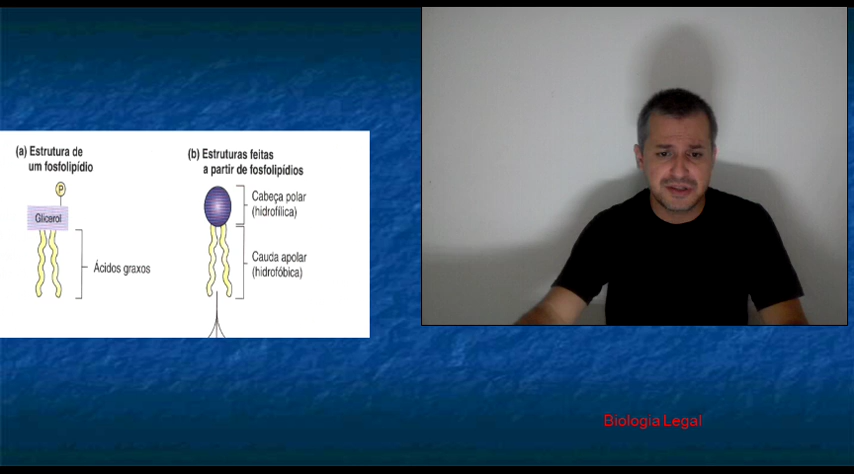 (a) Estrutura de
um fosfolipídio
P
Glicerol
Ácidos graxos
(b) Estruturas feitas
a partir de fosfolipídios
Cabeça polar
(hidrofílica)
Cauda apolar
(hidrofóbica)
Biologia Legal